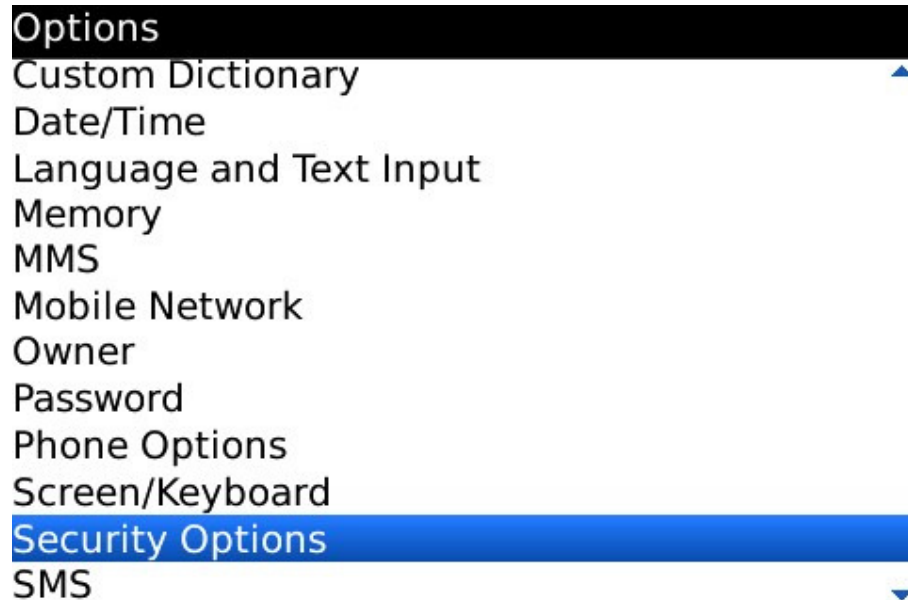 Options
Custom Dictionary
Date/Time
Language and Text Input
Memory
MMS
Mobile Network
Owner
Password
Phone Options
Screen/Keyboard
Security Options
SMS